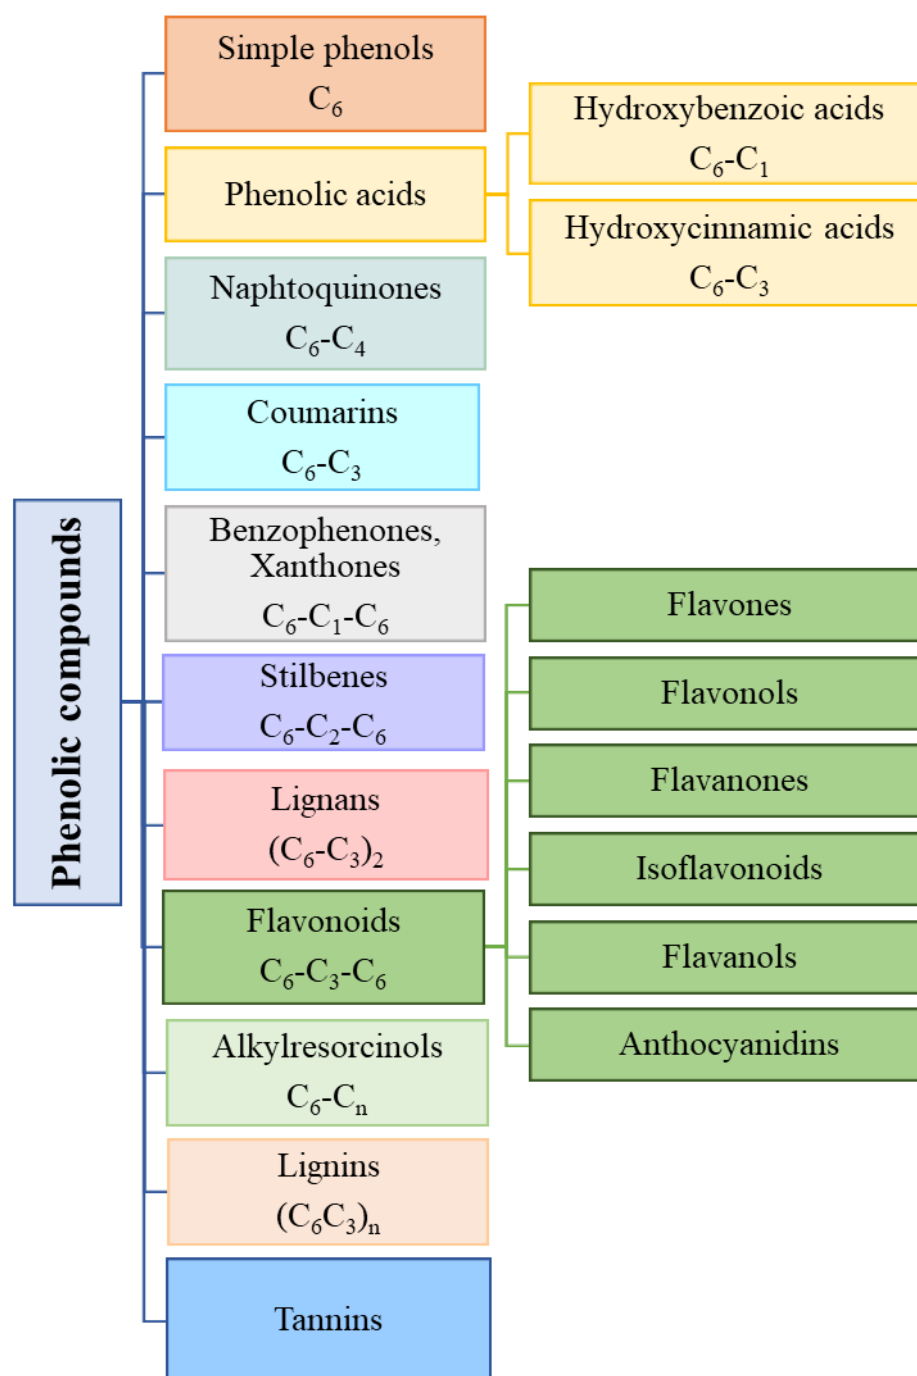 Phenolic compounds
Simple phenols
C₆
Phenolic acids
Hydroxybenzoic acids
C₆-C₁
Hydroxycinnamic acids
C₆-C₃
Naphtoquinones
C₆-C₄
Coumarins
C₆-C₃
Benzophenones,
Xanthones
C₆-C₁-C₆
Stilbenes
C₆-C₂-C₆
Lignans
(C₆-C₃)₂
Flavonoids
C₆-C₃-C₆
Flavones
Flavonols
Flavanones
Isoflavonoids
Flavanols
Anthocyanidins
Alkylresorcinols
C₆-Cₙ
Lignins
(C₆C₃)ₙ
Tannins